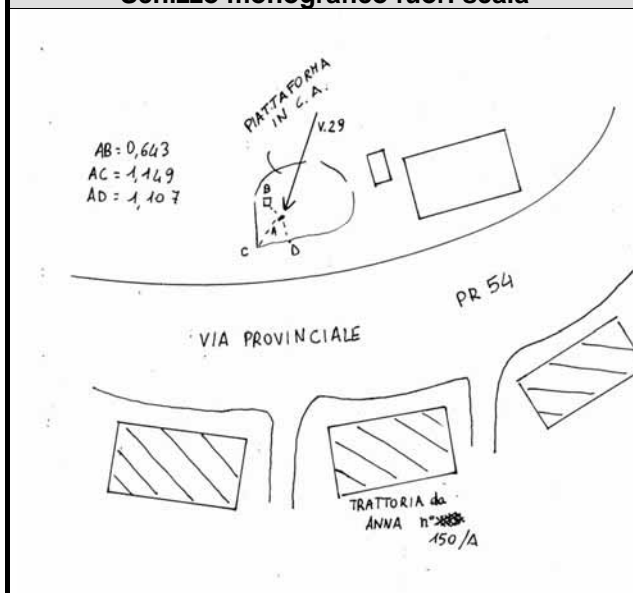 Schizzo monografico fuori scala
PIATTAFORMA
IN C.A.
V.29
AB=0,643
AC=1,149
AD=1,107
B
A
C
D
PR 54
VIA PROVINCIALE
TRATTORIA da
ANNA n°
150/A